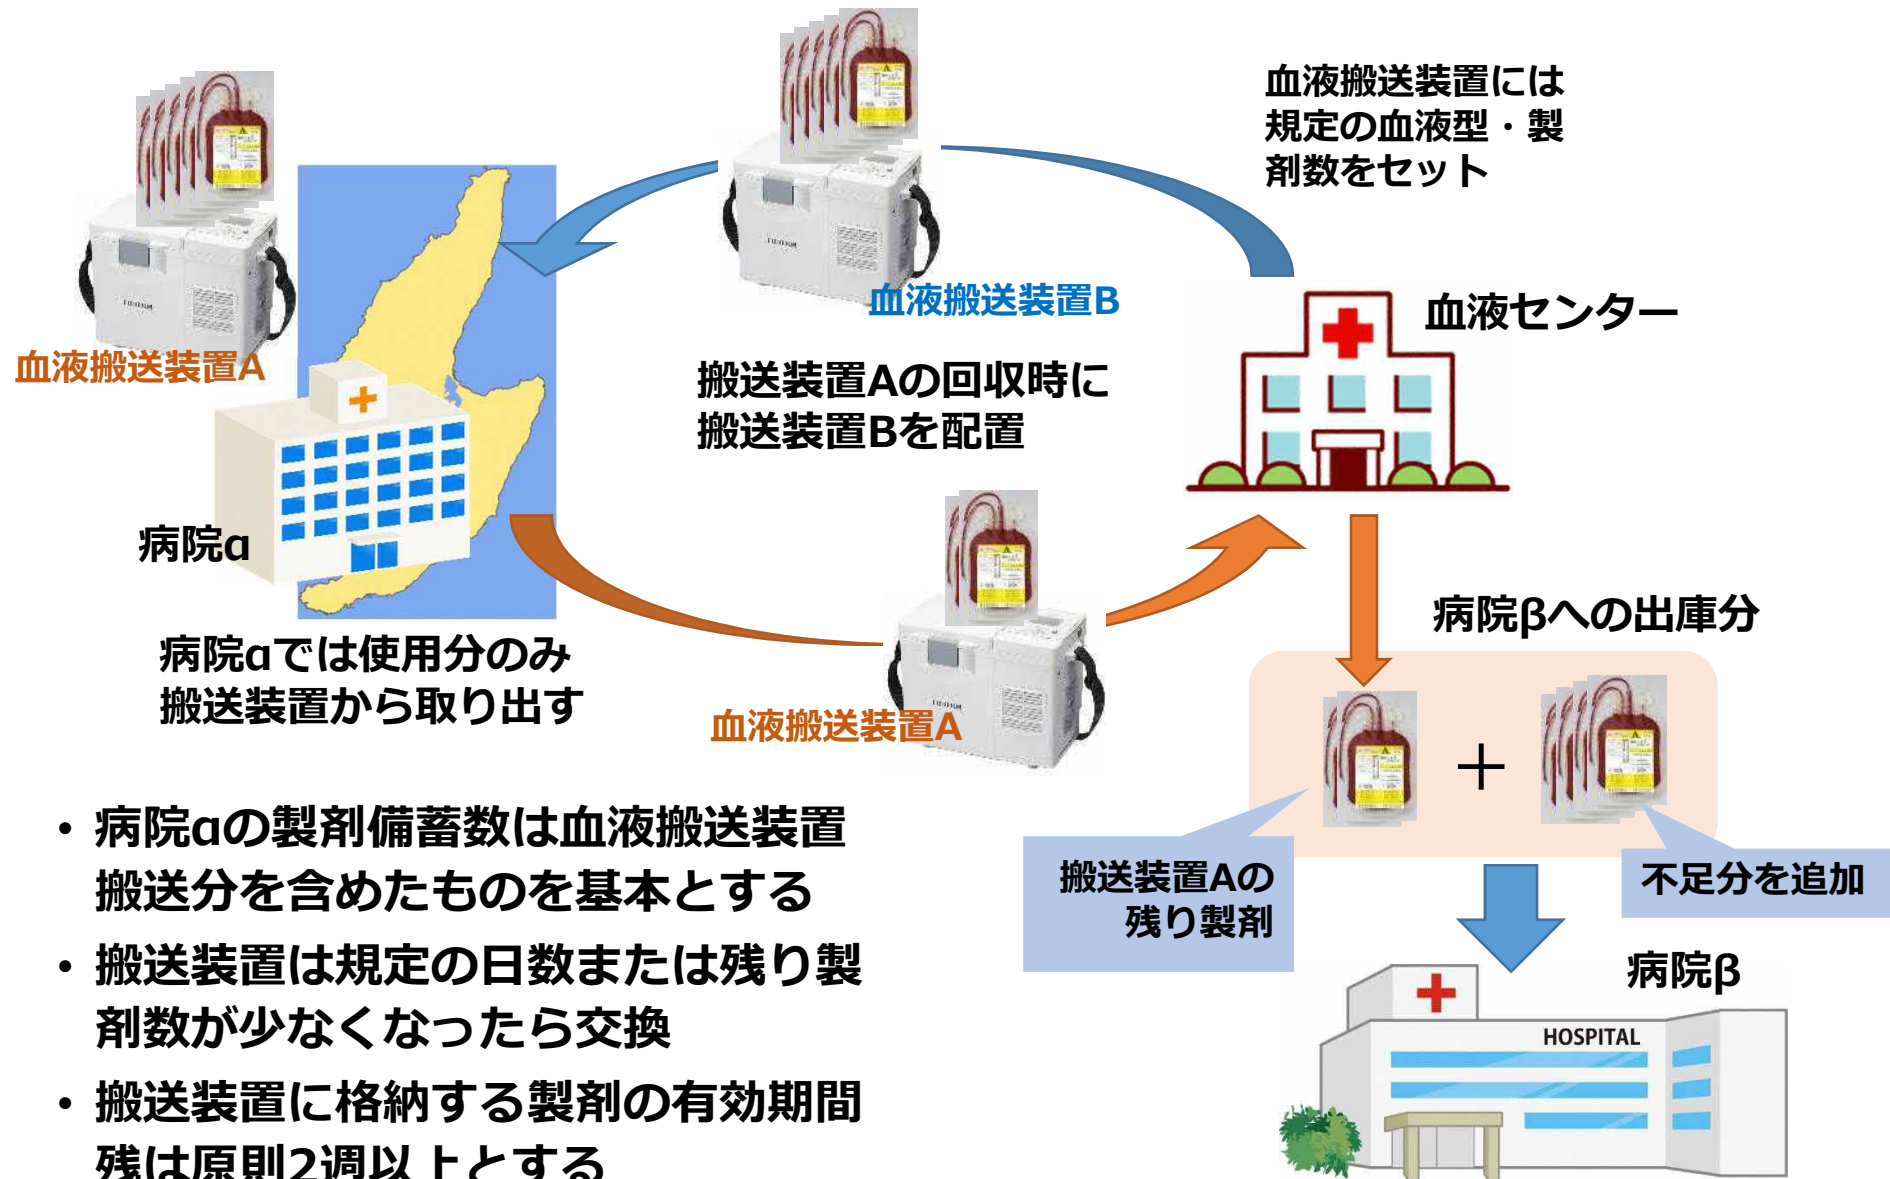 血液搬送装置には
規定の血液型・製
剤数をセット
血液搬送装置B
血液センター
血液搬送装置A
搬送装置Aの回収時に
搬送装置Bを配置
病院α
病院αでは使用分のみ
搬送装置から取り出す
血液搬送装置A
病院βへの出庫分
+
搬送装置Aの
残り製剤
不足分を追加
病院β
HOSPITAL
・病院αの製剤備蓄数は血液搬送装置
搬送分を含めたものを基本とする
・搬送装置は規定の日数または残り製
剤数が少なくなったら交換
・搬送装置に格納する製剤の有効期間
残は原則2週以上とする